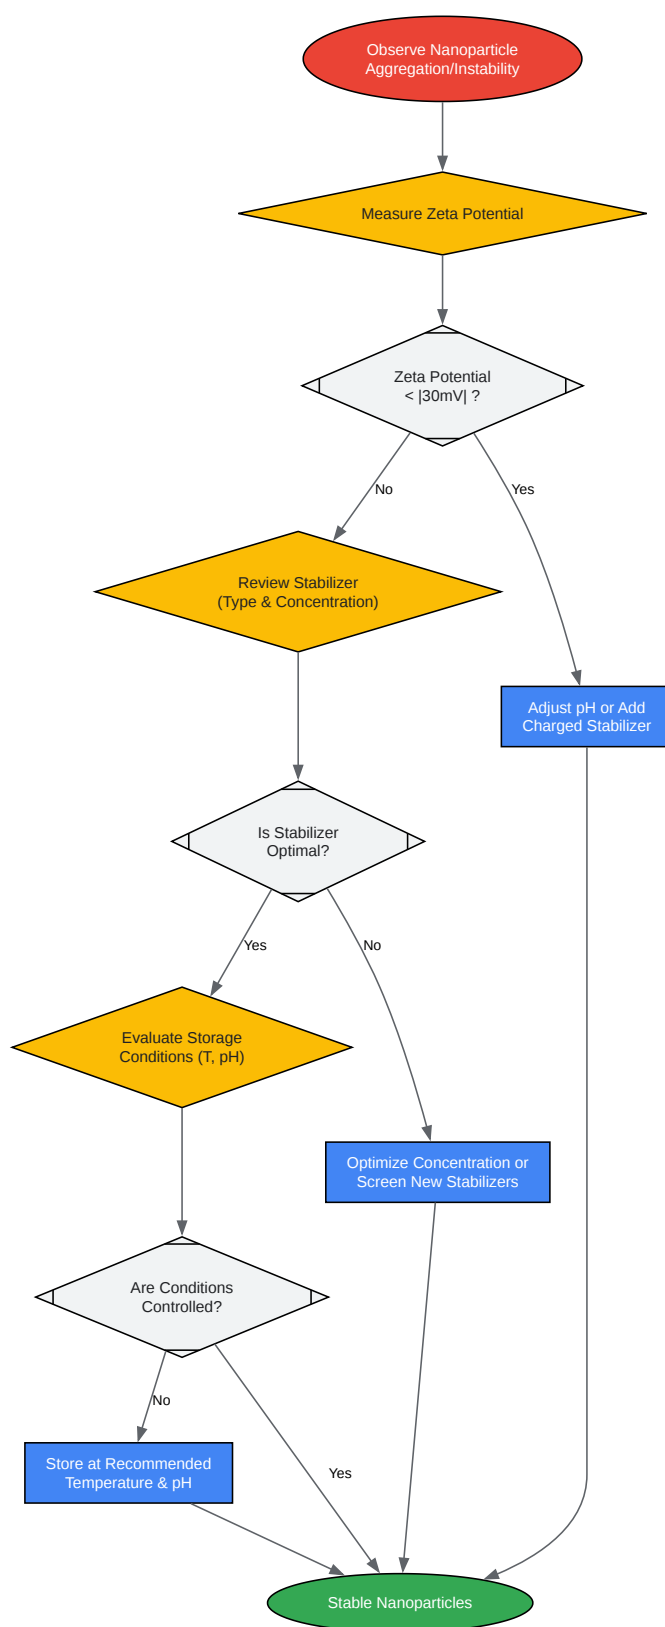 Observe Nanoparticle
Aggregation/Instability
Measure Zeta Potential
Zeta Potential
< |30mV| ?
No
Yes
Review Stabilizer
(Type & Concentration)
Adjust pH or Add
Charged Stabilizer
Is Stabilizer
Optimal?
Yes
No
Evaluate Storage
Conditions (T, pH)
Optimize Concentration or
Screen New Stabilizers
Are Conditions
Controlled?
No
Store at Recommended
Temperature & pH
Yes
Stable Nanoparticles